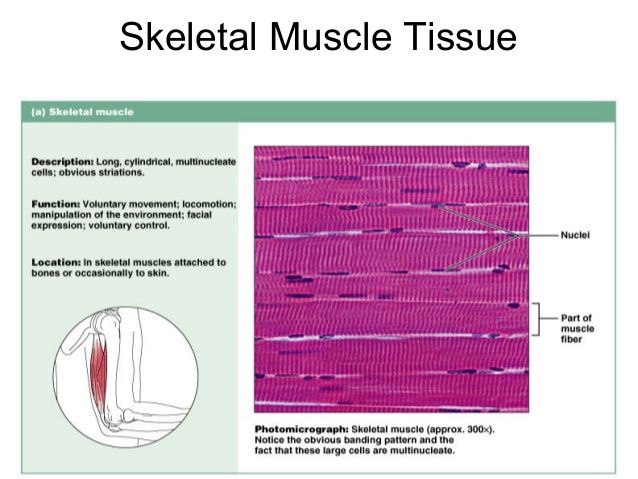 Skeletal Muscle Tissue
(a) Skeletal muscle
Description: Long, cylindrical, multinucleate
cells; obvious striations.
Function: Voluntary movement; locomotion;
manipulation of the environment; facial
expression; voluntary control.
Location: In skeletal muscles attached to
bones or occasionally to skin.
Nuclei
Part of
muscle
fiber
Photomicrograph: Skeletal muscle (approx. 300×).
Notice the obvious banding pattern and the
fact that these large cells are multinucleate.